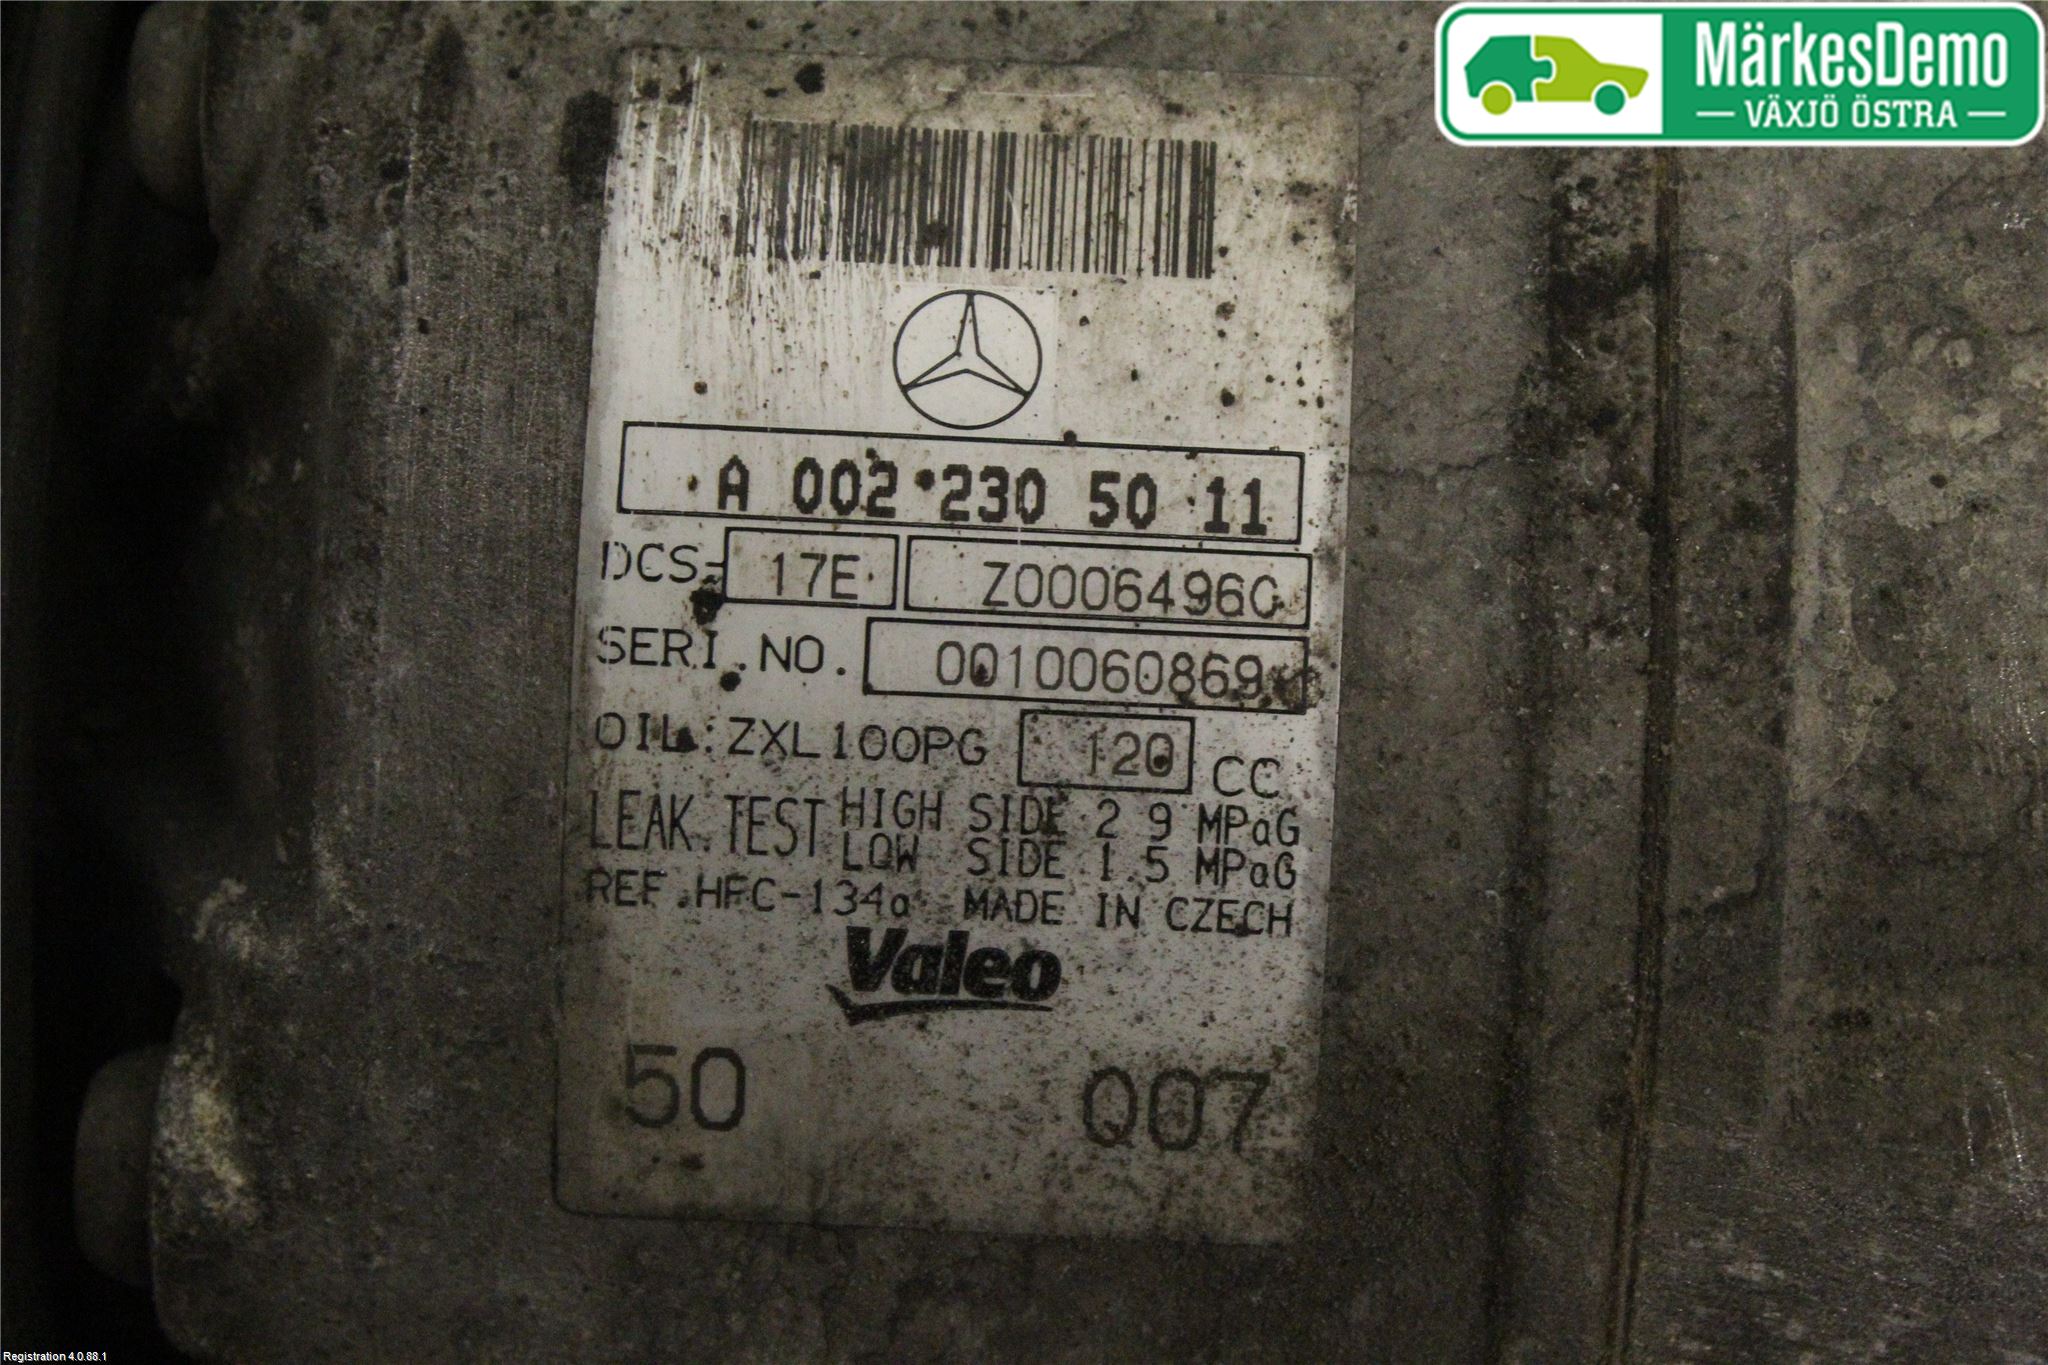 MärkesDemo
VÄXJÖ ÖSTRA
A 002 230 50 11
DCS- 17E Z0006496C
SERI.NO. 0010060869
OIL:ZXL100PG 120 CC
LEAK TEST HIGH SIDE 2.9 MPaG
LOW SIDE 1.5 MPaG
REF.HFC-134a MADE IN CZECH
Valeo
50 007
Registration 4.0.88.1